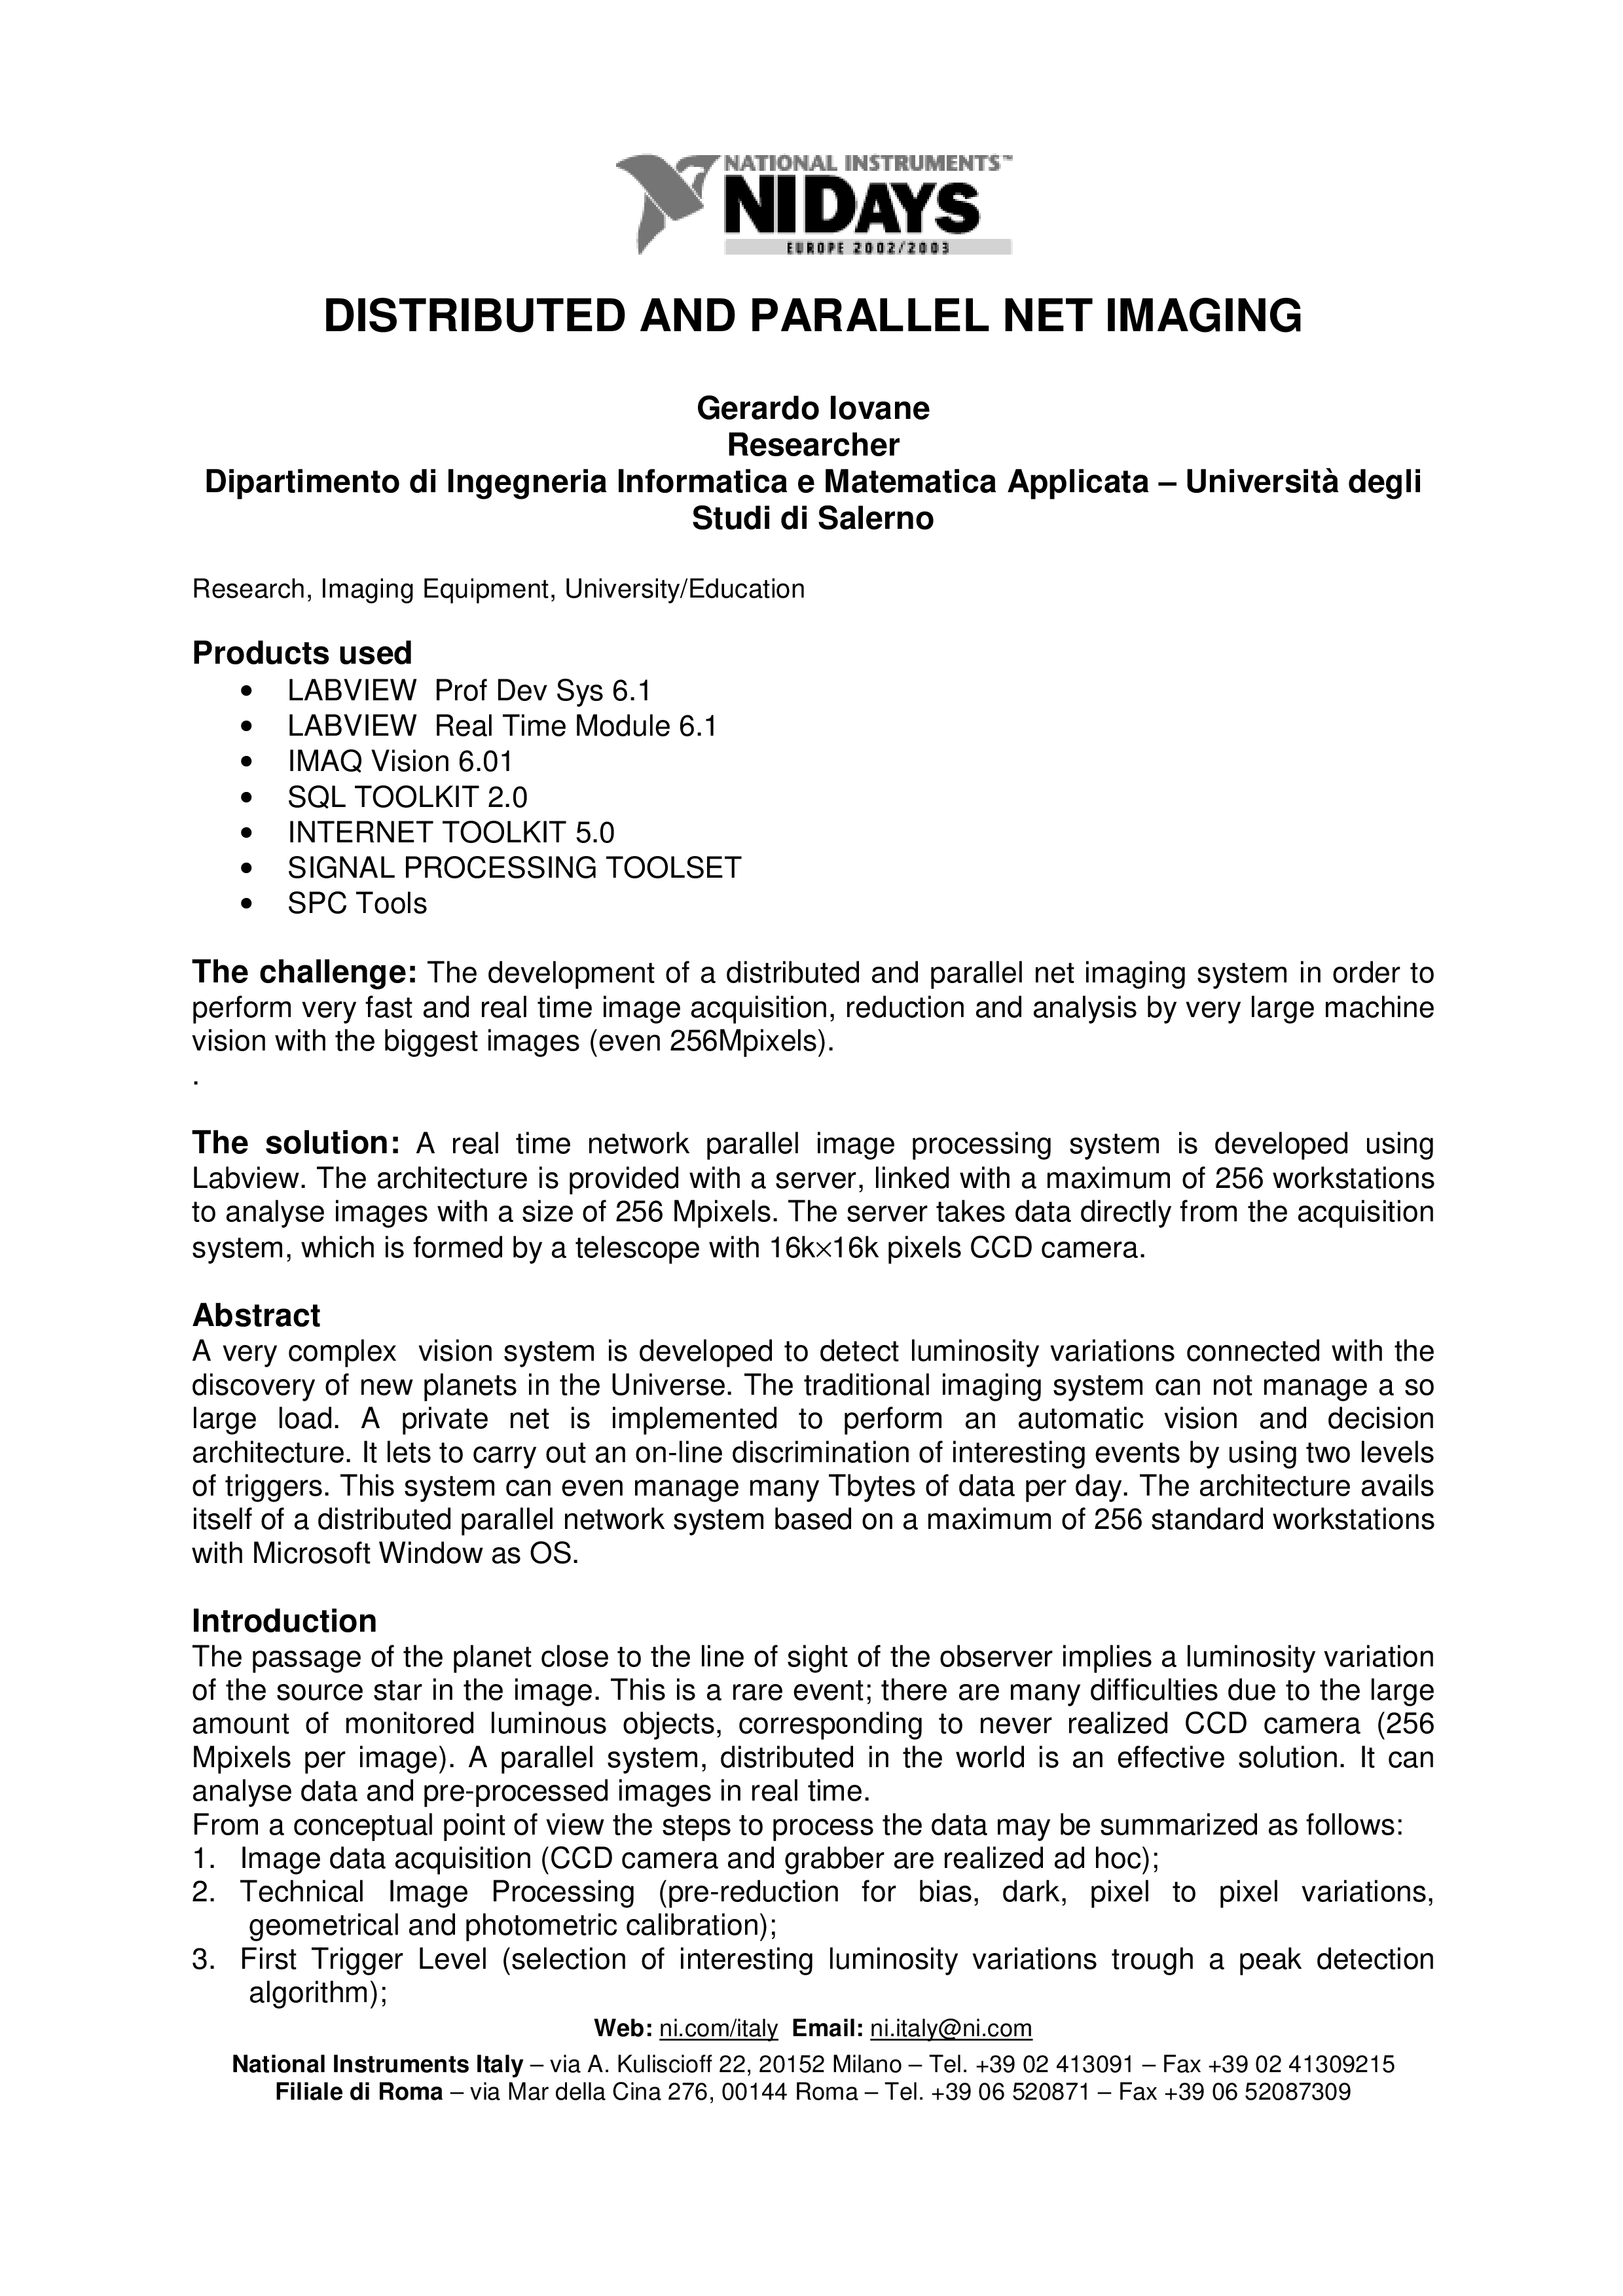 NATIONAL INSTRUMENTS™
NIDAYS
EUROPE 2002/2003
DISTRIBUTED AND PARALLEL NET IMAGING
Gerardo Iovane
Researcher
Dipartimento di Ingegneria Informatica e Matematica Applicata – Università degli
Studi di Salerno
Research, Imaging Equipment, University/Education
Products used
• LABVIEW Prof Dev Sys 6.1
• LABVIEW Real Time Module 6.1
• IMAQ Vision 6.01
• SQL TOOLKIT 2.0
• INTERNET TOOLKIT 5.0
• SIGNAL PROCESSING TOOLSET
• SPC Tools
The challenge: The development of a distributed and parallel net imaging system in order to
perform very fast and real time image acquisition, reduction and analysis by very large machine
vision with the biggest images (even 256Mpixels).
.
The solution: A real time network parallel image processing system is developed using
Labview. The architecture is provided with a server, linked with a maximum of 256 workstations
to analyse images with a size of 256 Mpixels. The server takes data directly from the acquisition
system, which is formed by a telescope with 16k×16k pixels CCD camera.
Abstract
A very complex vision system is developed to detect luminosity variations connected with the
discovery of new planets in the Universe. The traditional imaging system can not manage a so
large load. A private net is implemented to perform an automatic vision and decision
architecture. It lets to carry out an on-line discrimination of interesting events by using two levels
of triggers. This system can even manage many Tbytes of data per day. The architecture avails
itself of a distributed parallel network system based on a maximum of 256 standard workstations
with Microsoft Window as OS.
Introduction
The passage of the planet close to the line of sight of the observer implies a luminosity variation
of the source star in the image. This is a rare event; there are many difficulties due to the large
amount of monitored luminous objects, corresponding to never realized CCD camera (256
Mpixels per image). A parallel system, distributed in the world is an effective solution. It can
analyse data and pre-processed images in real time.
From a conceptual point of view the steps to process the data may be summarized as follows:
1. Image data acquisition (CCD camera and grabber are realized ad hoc);
2. Technical Image Processing (pre-reduction for bias, dark, pixel to pixel variations,
geometrical and photometric calibration);
3. First Trigger Level (selection of interesting luminosity variations trough a peak detection
algorithm);
Web: ni.com/italy Email: ni.italy@ni.com
National Instruments Italy – via A. Kuliscioff 22, 20152 Milano – Tel. +39 02 413091 – Fax +39 02 41309215
Filiale di Roma – via Mar della Cina 276, 00144 Roma – Tel. +39 06 520871 – Fax +39 06 52087309